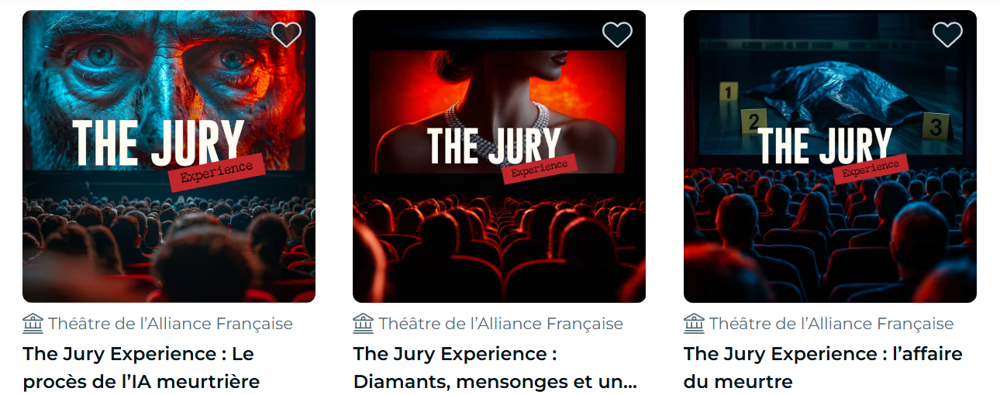 THE JURY
Experience
THE JURY
Experience
1
2
3
THE JURY
Experience
Théâtre de l’Alliance Française
The Jury Experience : Le
procès de l’IA meurtrière
Théâtre de l’Alliance Française
The Jury Experience :
Diamants, mensonges et un...
Théâtre de l’Alliance Française
The Jury Experience : l’affaire
du meurtre